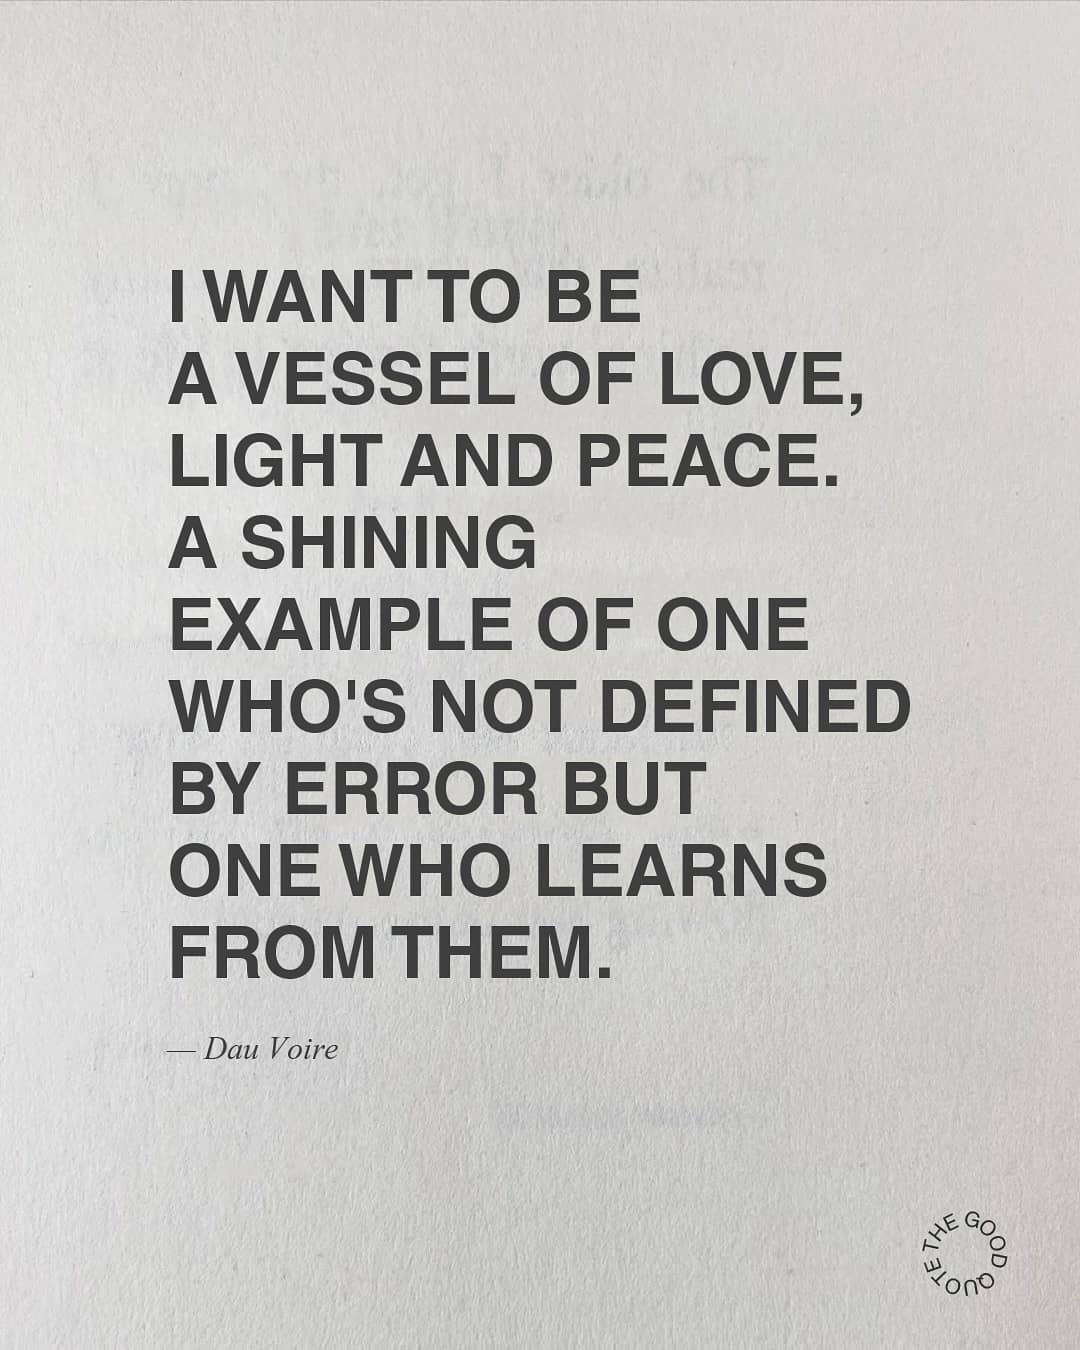 I WANT TO BE
A VESSEL OF LOVE,
LIGHT AND PEACE.
A SHINING
EXAMPLE OF ONE
WHO'S NOT DEFINED
BY ERROR BUT
ONE WHO LEARNS
FROM THEM.
— Dau Voire
THE GOOD QUOTE